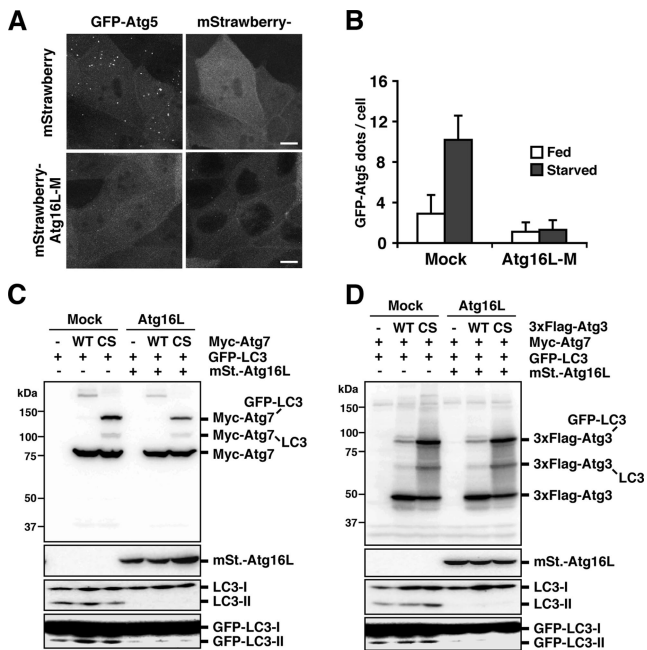 A
GFP-Atg5 mStrawberry-
mStrawberry
mStrawberry-
Atg16L-M
B
GFP-Atg5 dots / cell
16
12
8
4
0
Fed
Starved
Mock Atg16L-M
C
Mock Atg16L
- WT CS - WT CS Myc-Atg7
+ + + + + + GFP-LC3
+ + + mSt.-Atg16L
kDa
150
100
75
50
37
GFP-LC3
Myc-Atg7
Myc-Atg7
LC3
Myc-Atg7
mSt.-Atg16L
LC3-I
LC3-II
GFP-LC3-I
GFP-LC3-II
D
Mock Atg16L
- WT CS - WT CS 3xFlag-Atg3
+ + + + + + Myc-Atg7
+ + + + + + GFP-LC3
+ + + mSt.-Atg16L
kDa
150
100
75
50
37
GFP-LC3
3xFlag-Atg3
3xFlag-Atg3
LC3
3xFlag-Atg3
mSt.-Atg16L
LC3-I
LC3-II
GFP-LC3-I
GFP-LC3-II